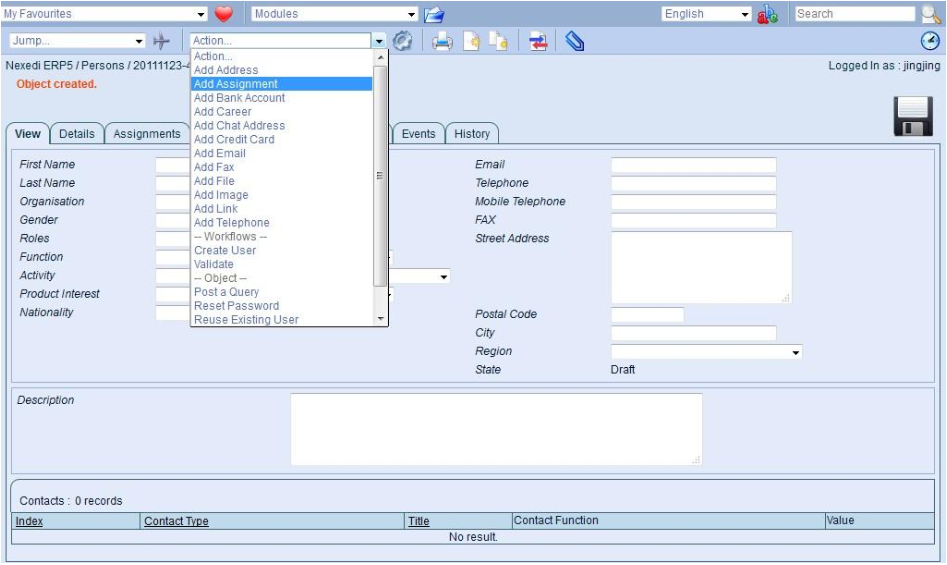 My Favourites Modules English Search
Jump... Action...
Nexedi ERP5 / Persons / 20111123-4 Logged In as : jingjing
Object created.
Action...
Add Address
Add Assignment
Add Bank Account
Add Career
Add Chat Address
Add Credit Card
Add Email
Add Fax
Add File
Add Image
Add Link
Add Telephone
-- Workflows --
Create User
Validate
-- Object --
Post a Query
Reset Password
Reuse Existing User
View Details Assignments Events History
First Name Email
Last Name Telephone
Organisation Mobile Telephone
Gender FAX
Roles Street Address
Function
Activity
Product Interest
Nationality Postal Code
City
Region
State Draft
Description
Contacts : 0 records
Index Contact Type Title Contact Function Value
No result.